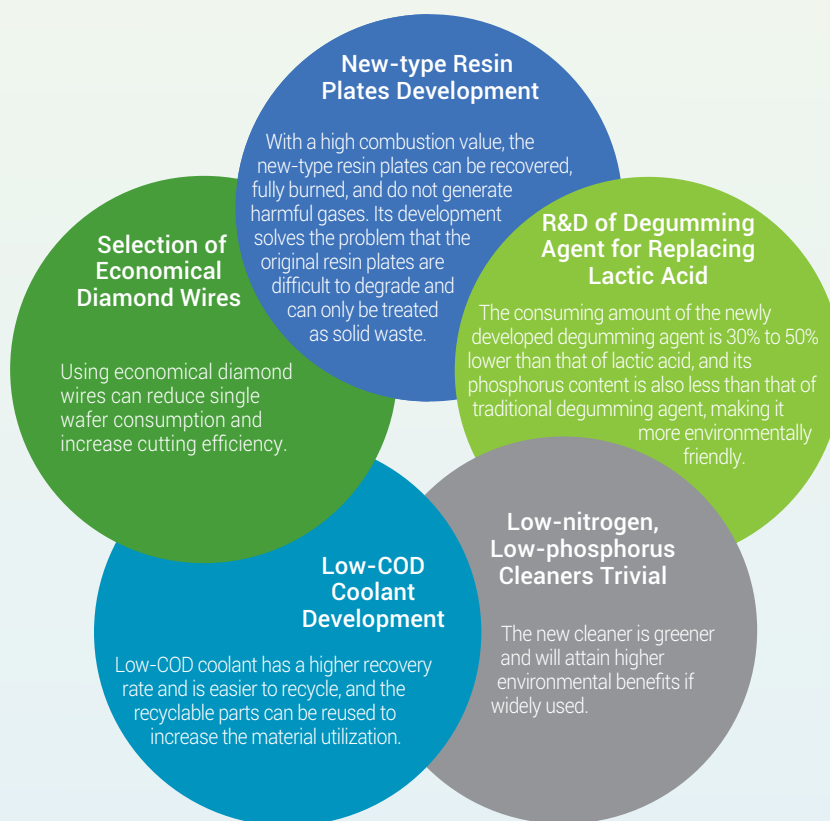 New-type Resin
Plates Development
With a high combustion value, the
new-type resin plates can be recovered,
fully burned, and do not generate
harmful gases. Its development
solves the problem that the
original resin plates are
difficult to degrade and
can only be treated
as solid waste.
R&D of Degumming
Agent for Replacing
Lactic Acid
The consuming amount of the newly
developed degumming agent is 30% to 50%
lower than that of lactic acid, and its
phosphorus content is also less than that of
traditional degumming agent, making it
more environmentally
friendly.
Low-nitrogen,
Low-phosphorus
Cleaners Trivial
The new cleaner is greener
and will attain higher
environmental benefits if
widely used.
Low-COD
Coolant
Development
Low-COD coolant has a higher recovery
rate and is easier to recycle, and the
recyclable parts can be reused to
increase the material utilization.
Selection of
Economical
Diamond Wires
Using economical diamond
wires can reduce single
wafer consumption and
increase cutting efficiency.